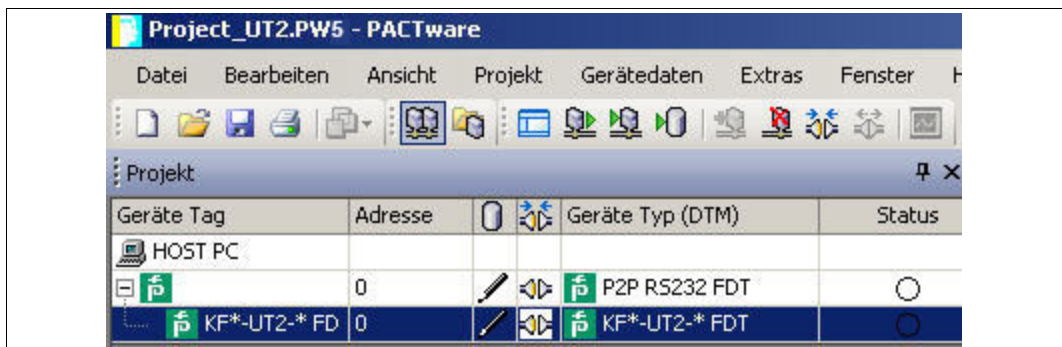 Project_UT2.PW5 - PACTware
Datei Bearbeiten Ansicht Projekt Gerätedaten Extras Fenster H
Projekt
Geräte Tag Adresse Geräte Typ (DTM) Status
HOST PC
0 P2P RS232 FDT
KF*-UT2-* FD 0 KF*-UT2-* FDT